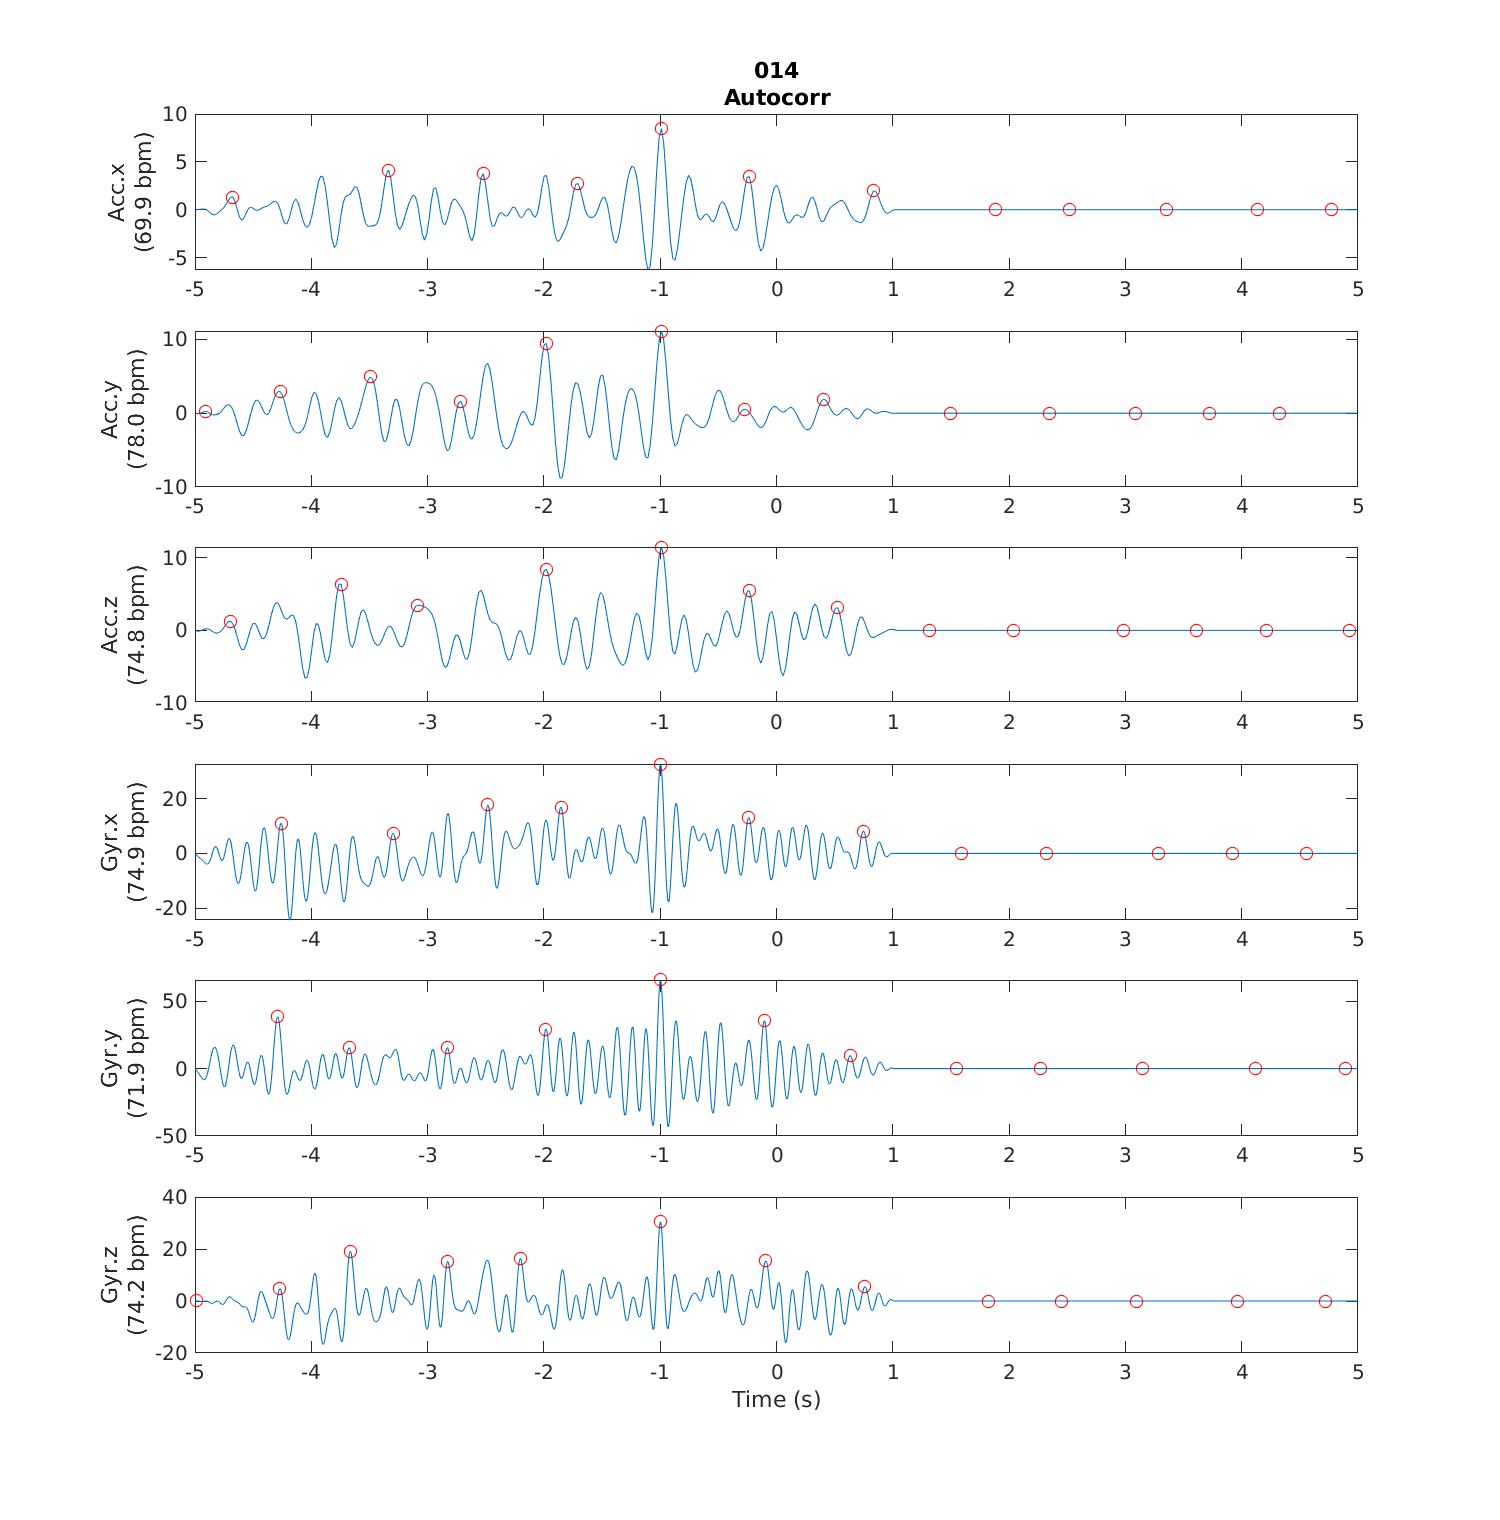 014
Autocorr
Acc.x
(69.9 bpm)
10
5
0
-5
-5 -4 -3 -2 -1 0 1 2 3 4 5
Acc.y
(78.0 bpm)
10
0
-10
-5 -4 -3 -2 -1 0 1 2 3 4 5
Acc.z
(74.8 bpm)
10
0
-10
-5 -4 -3 -2 -1 0 1 2 3 4 5
Gyr.x
(74.9 bpm)
20
0
-20
-5 -4 -3 -2 -1 0 1 2 3 4 5
Gyr.y
(71.9 bpm)
50
0
-50
-5 -4 -3 -2 -1 0 1 2 3 4 5
Gyr.z
(74.2 bpm)
40
20
0
-20
-5 -4 -3 -2 -1 0 1 2 3 4 5
Time (s)